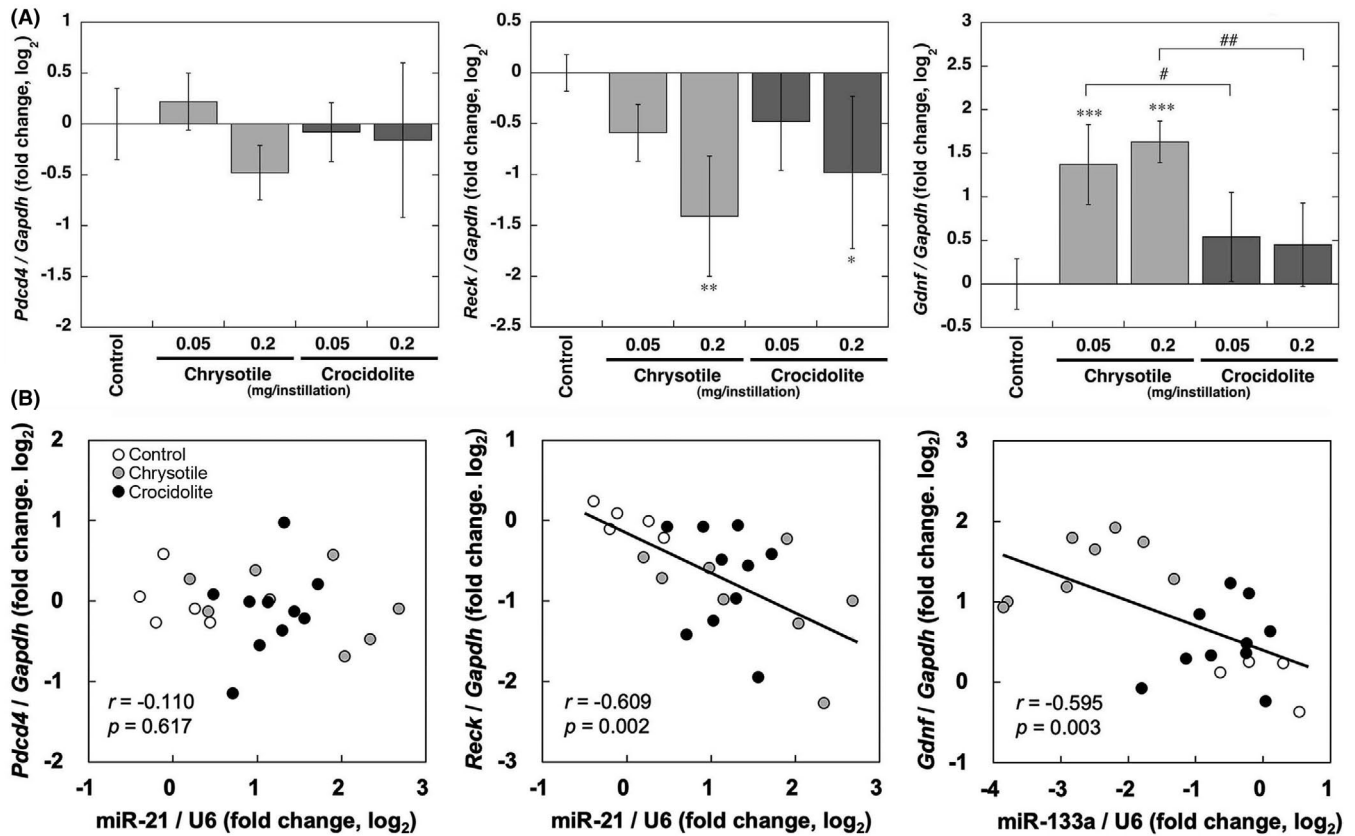 (A)
Pdcd4 / Gapdh (fold change, log2)
1
0.5
0
-0.5
-1
-1.5
-2
Control
0.05 0.2 0.05 0.2
Chrysotile Crocidolite
(mg/instillation)
Reck / Gapdh (fold change, log2)
0.5
0
-0.5
-1
-1.5
-2
-2.5
** *
Control
0.05 0.2 0.05 0.2
Chrysotile Crocidolite
(mg/instillation)
Gdnf / Gapdh (fold change, log2)
3
2.5
2
1.5
1
0.5
0
-0.5
##
#
*** ***
Control
0.05 0.2 0.05 0.2
Chrysotile Crocidolite
(mg/instillation)
(B)
Pdcd4 / Gapdh (fold change. log2)
2
1
0
-1
-2
Control
Chrysotile
Crocidolite
r = -0.110
p = 0.617
-1 0 1 2 3
miR-21 / U6 (fold change, log2)
Reck / Gapdh (fold change. log2)
1
0
-1
-2
-3
r = -0.609
p = 0.002
-1 0 1 2 3
miR-21 / U6 (fold change, log2)
Gdnf / Gapdh (fold change. log2)
3
2
1
0
-1
r = -0.595
p = 0.003
-4 -3 -2 -1 0 1
miR-133a / U6 (fold change, log2)